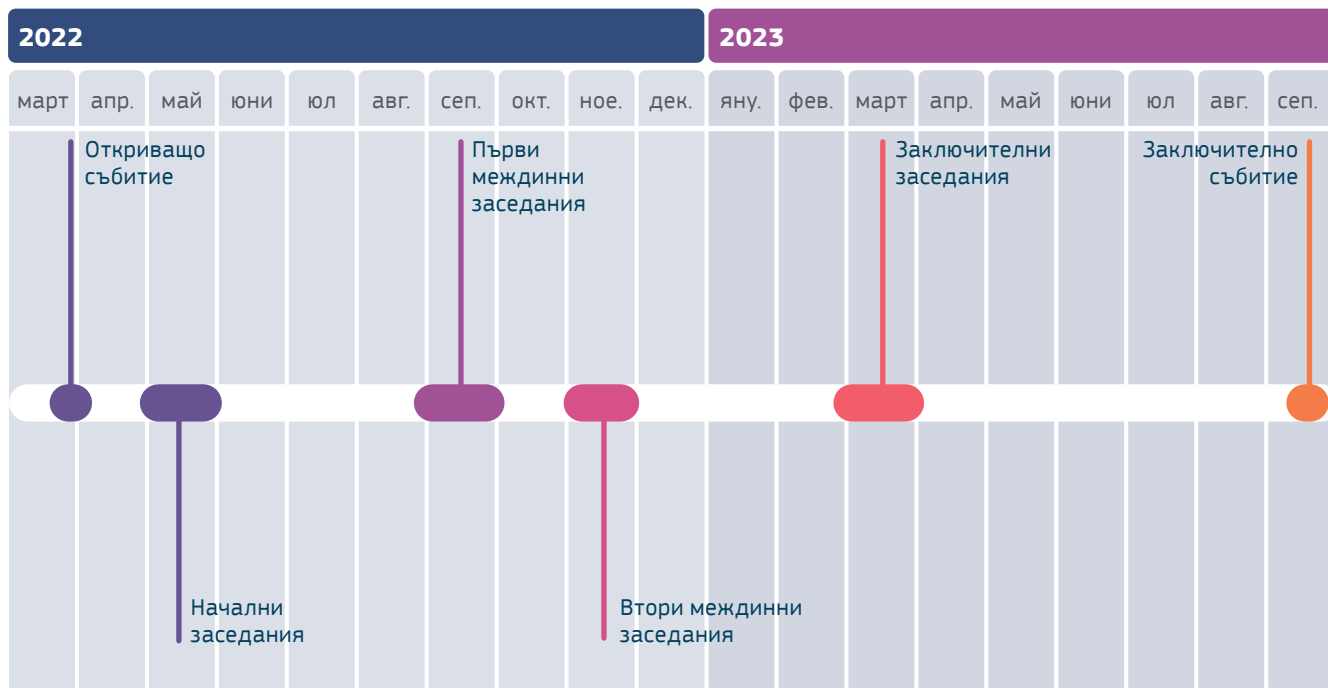 2022
2023
март апр. май юни юл авг. сеп. окт. ное. дек. яну. фев. март апр. май юни юл авг. сеп.
Откриващо
събитие
Първи
междинни
заседания
Заключителни
заседания
Заключително
събитие
Начални
заседания
Втори междинни
заседания